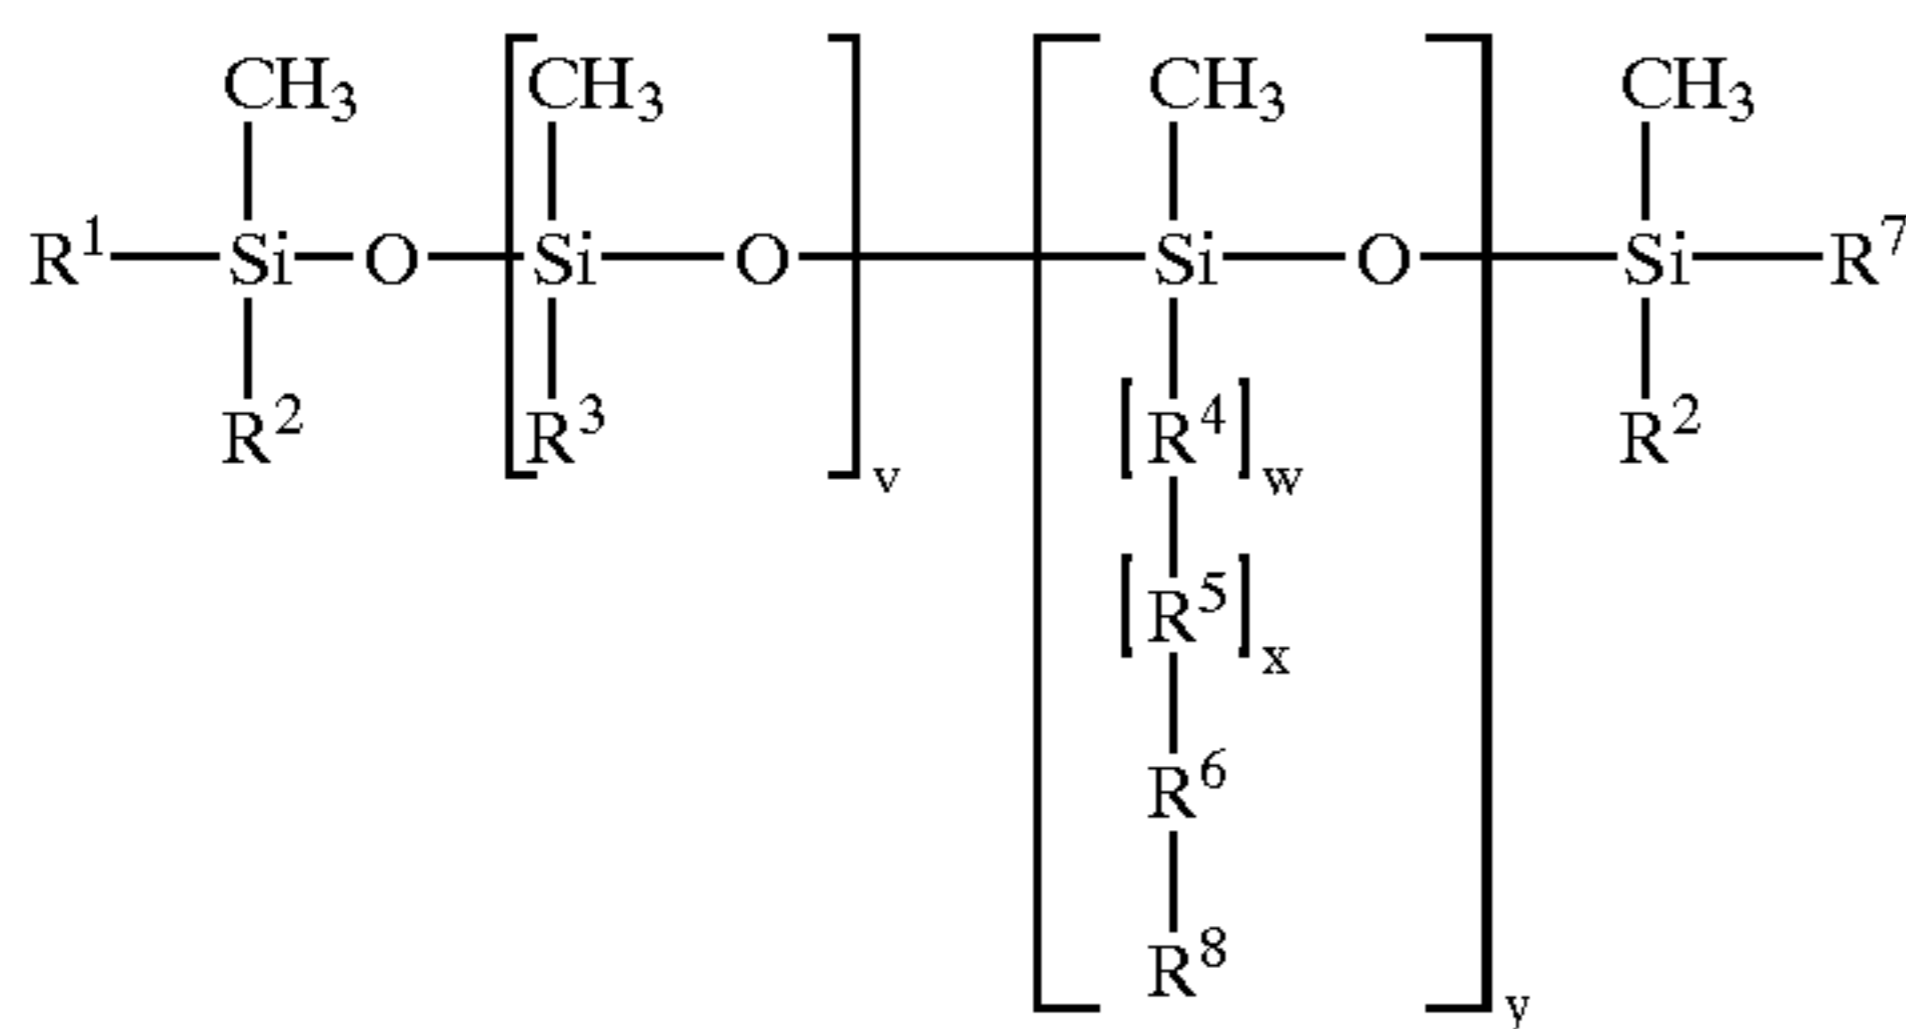 CH3 CH3 CH3 CH3
R1 Si O Si O Si O Si R7
R2 [R3]v [R4]w R2
[R5]x
R6
R8
y